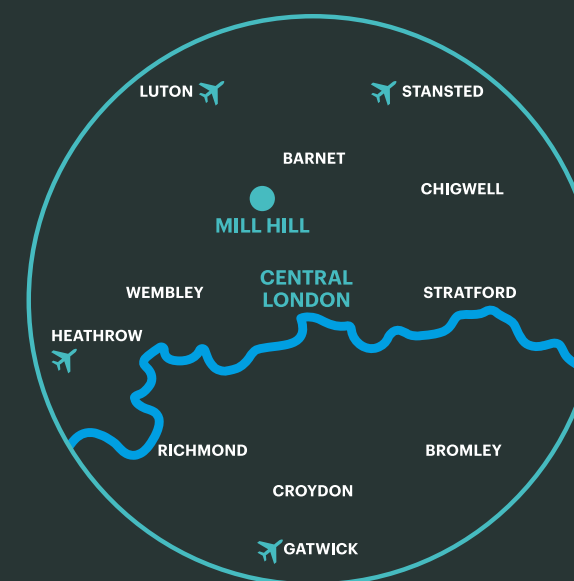 LUTON
STANSTED
BARNET
CHIGWELL
MILL HILL
CENTRAL
LONDON
WEMBLEY
STRATFORD
HEATHROW
RICHMOND
BROMLEY
CROYDON
GATWICK